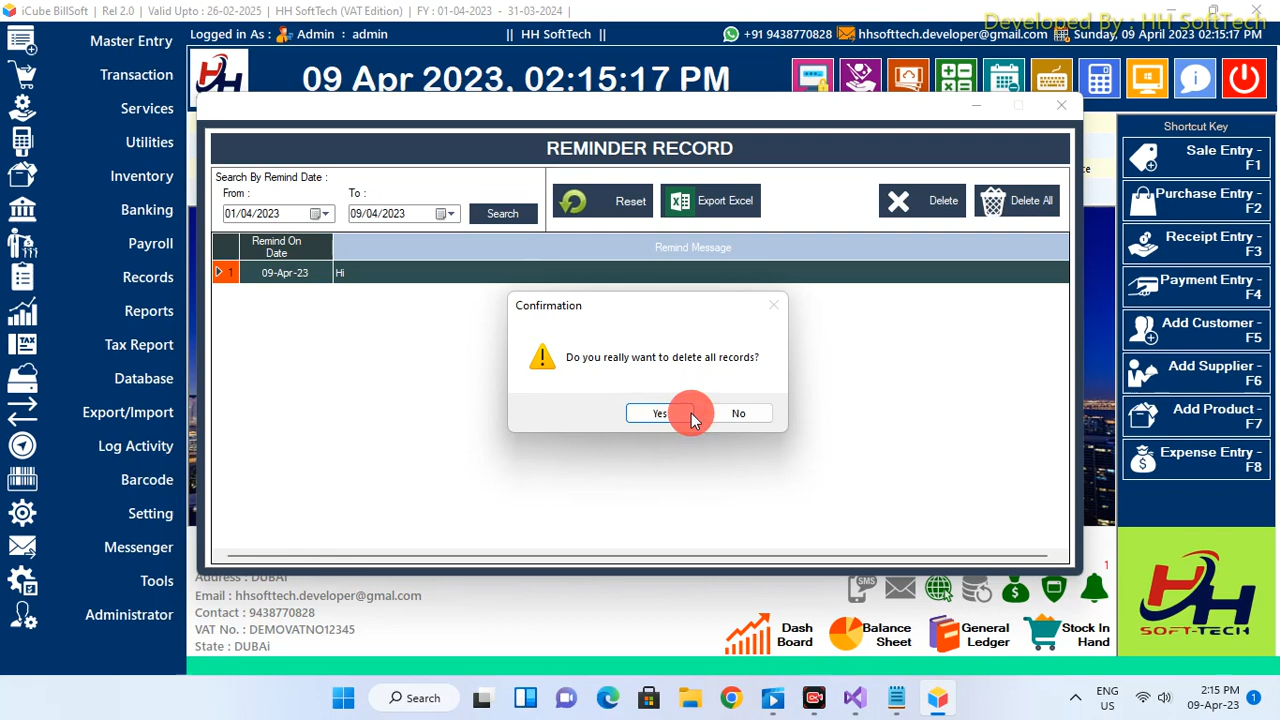 iCube BillSoft | Rel 2.0 | Valid Upto : 26-02-2025 | HH SoftTech (VAT Edition) | FY : 01-04-2023 - 31-03-2024 |
Developed By : HH SoftTech
Logged in As : Admin : admin || HH SoftTech || +91 9438770828 hhsofttech.developer@gmail.com Sunday, 09 April 2023, 02:15:17 PM
HH
09 Apr 2023, 02:15:17 PM
Master Entry
Transaction
Services
Utilities
Inventory
Banking
Payroll
Records
Reports
Tax Report
Database
Export/Import
Log Activity
Barcode
Setting
Messenger
Tools
Administrator
REMINDER RECORD
Search By Remind Date :
From : To :
01/04/2023 09/04/2023 Search
Reset Export Excel Delete Delete All
Remind On Date Remind Message
1 09-Apr-23 Hi
Confirmation
Do you really want to delete all records?
Yes No
Shortcut Key
Sale Entry - F1
Purchase Entry - F2
Receipt Entry - F3
Payment Entry - F4
Add Customer - F5
Add Supplier - F6
Add Product - F7
Expense Entry - F8
Address : DUBAi
Email : hhsofttech.developer@gmal.com
Contact : 9438770828
VAT No. : DEMOVATNO12345
State : DUBAi
SMS
1
Dash Board Balance Sheet General Ledger Stock In Hand
HH
SOFT-TECH
Search
ENG US
2:15 PM
09-Apr-23
1